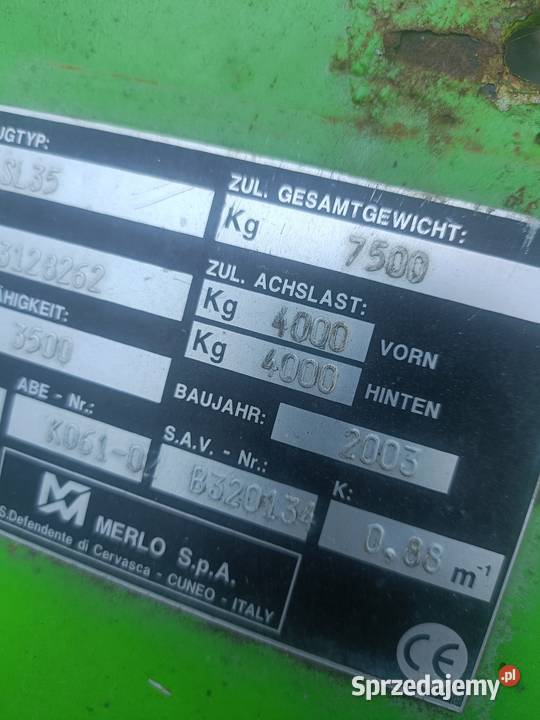 UGTYP:
SL35
3128262
ÄHIGKEIT:
3500
ZUL. GESAMTGEWICHT:
Kg 7500
ZUL. ACHSLAST:
Kg 4000 VORN
Kg 4000 HINTEN
BAUJAHR: 2003
ABE - Nr.:
K061-02
S.A.V. - Nr.:
B320134
K:
0,88 m-1
MERLO S.p.A.
S.Defendente di Cervasca - CUNEO - ITALY
CE
Sprzedajemy.pl